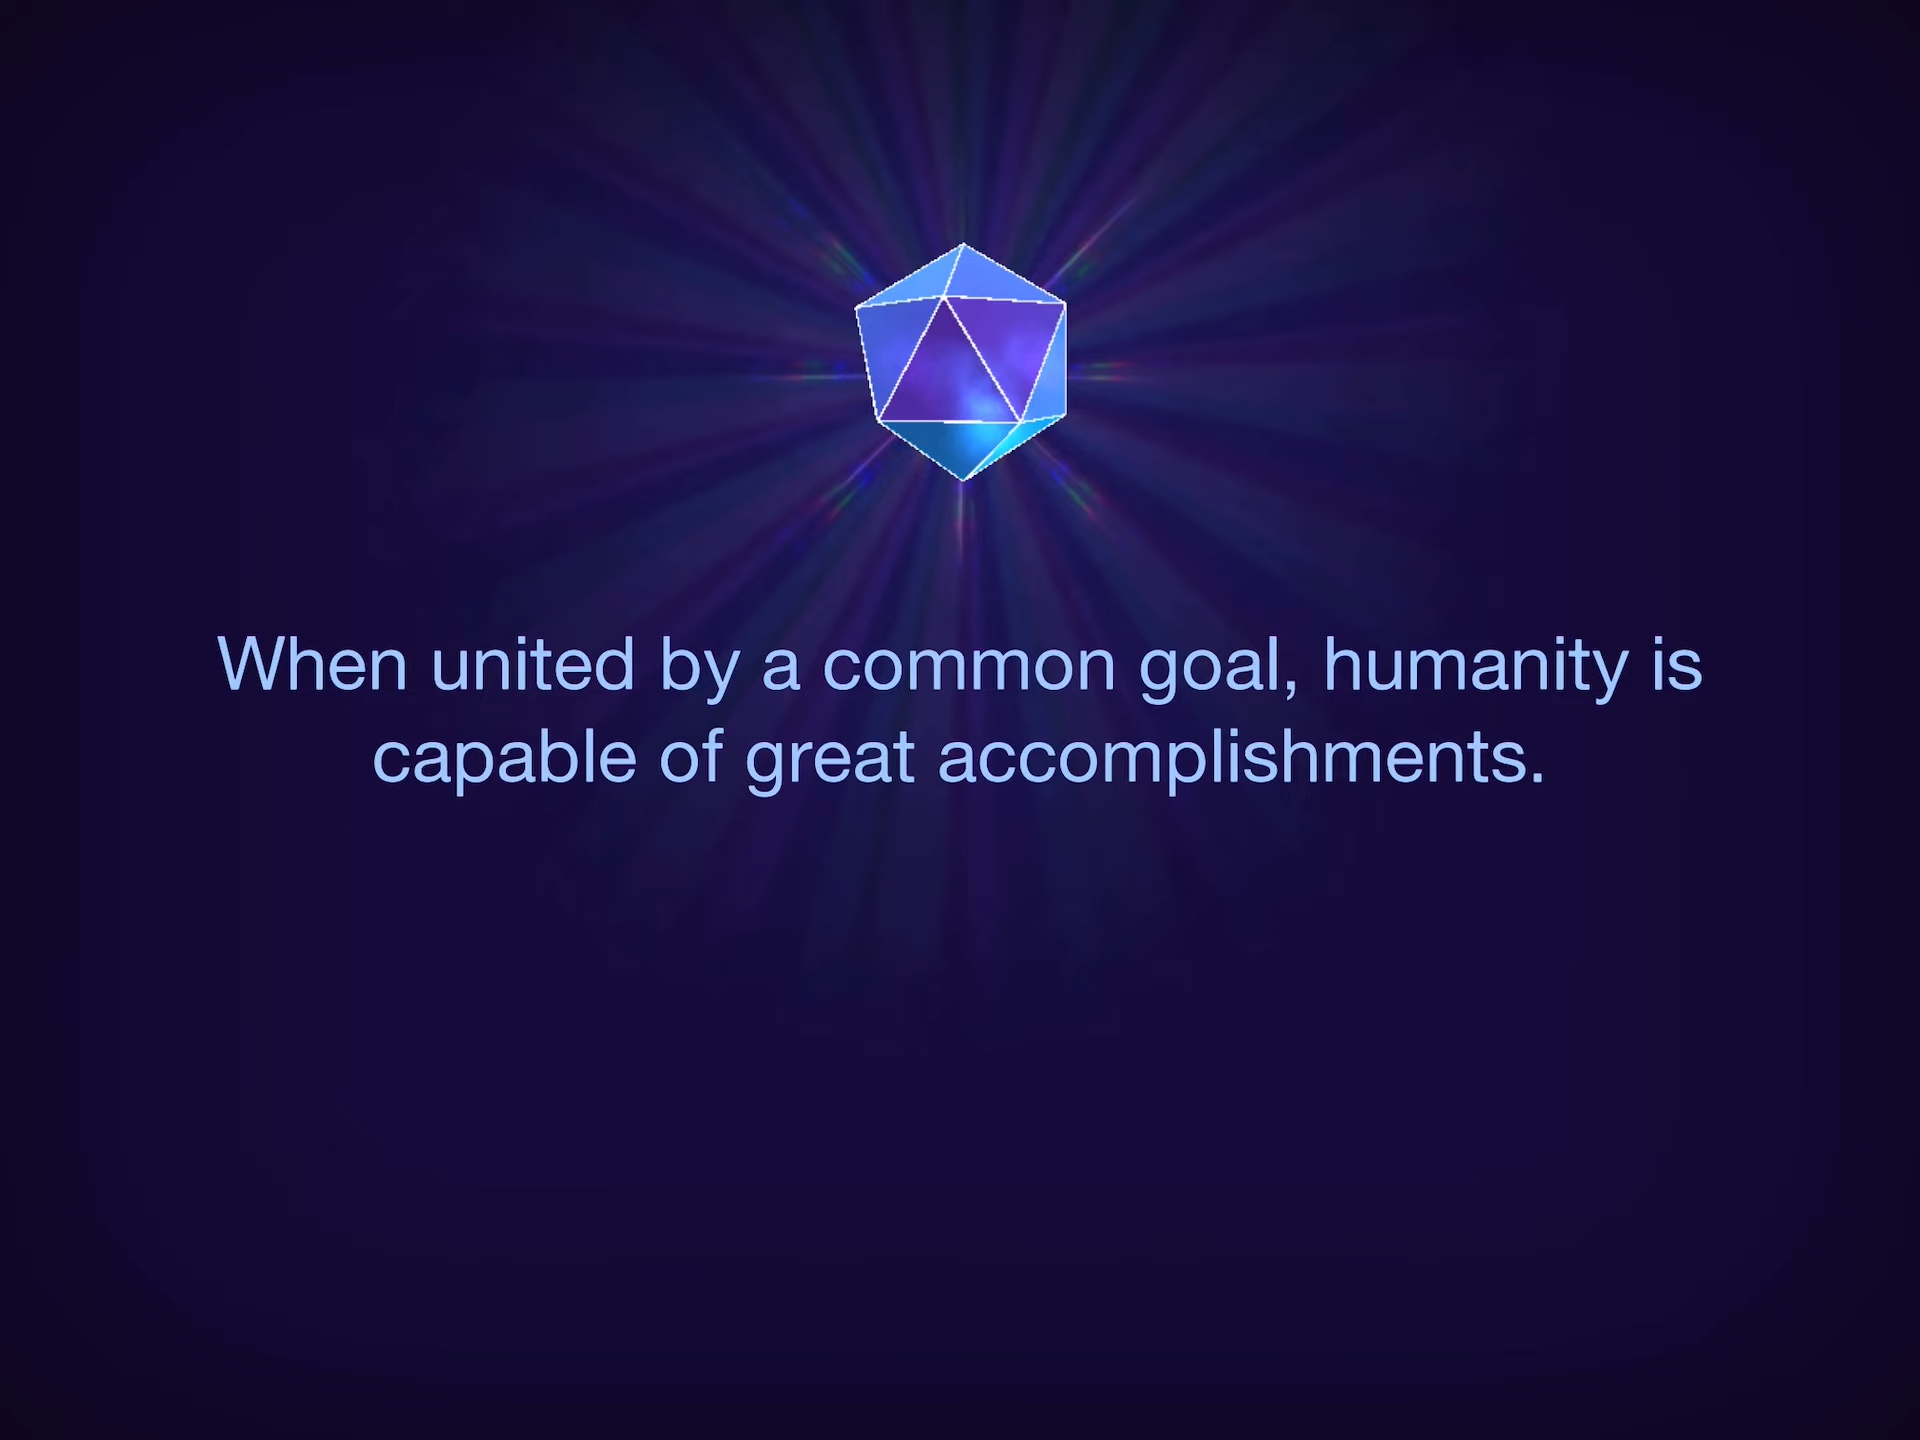 When united by a common goal, humanity is
capable of great accomplishments.